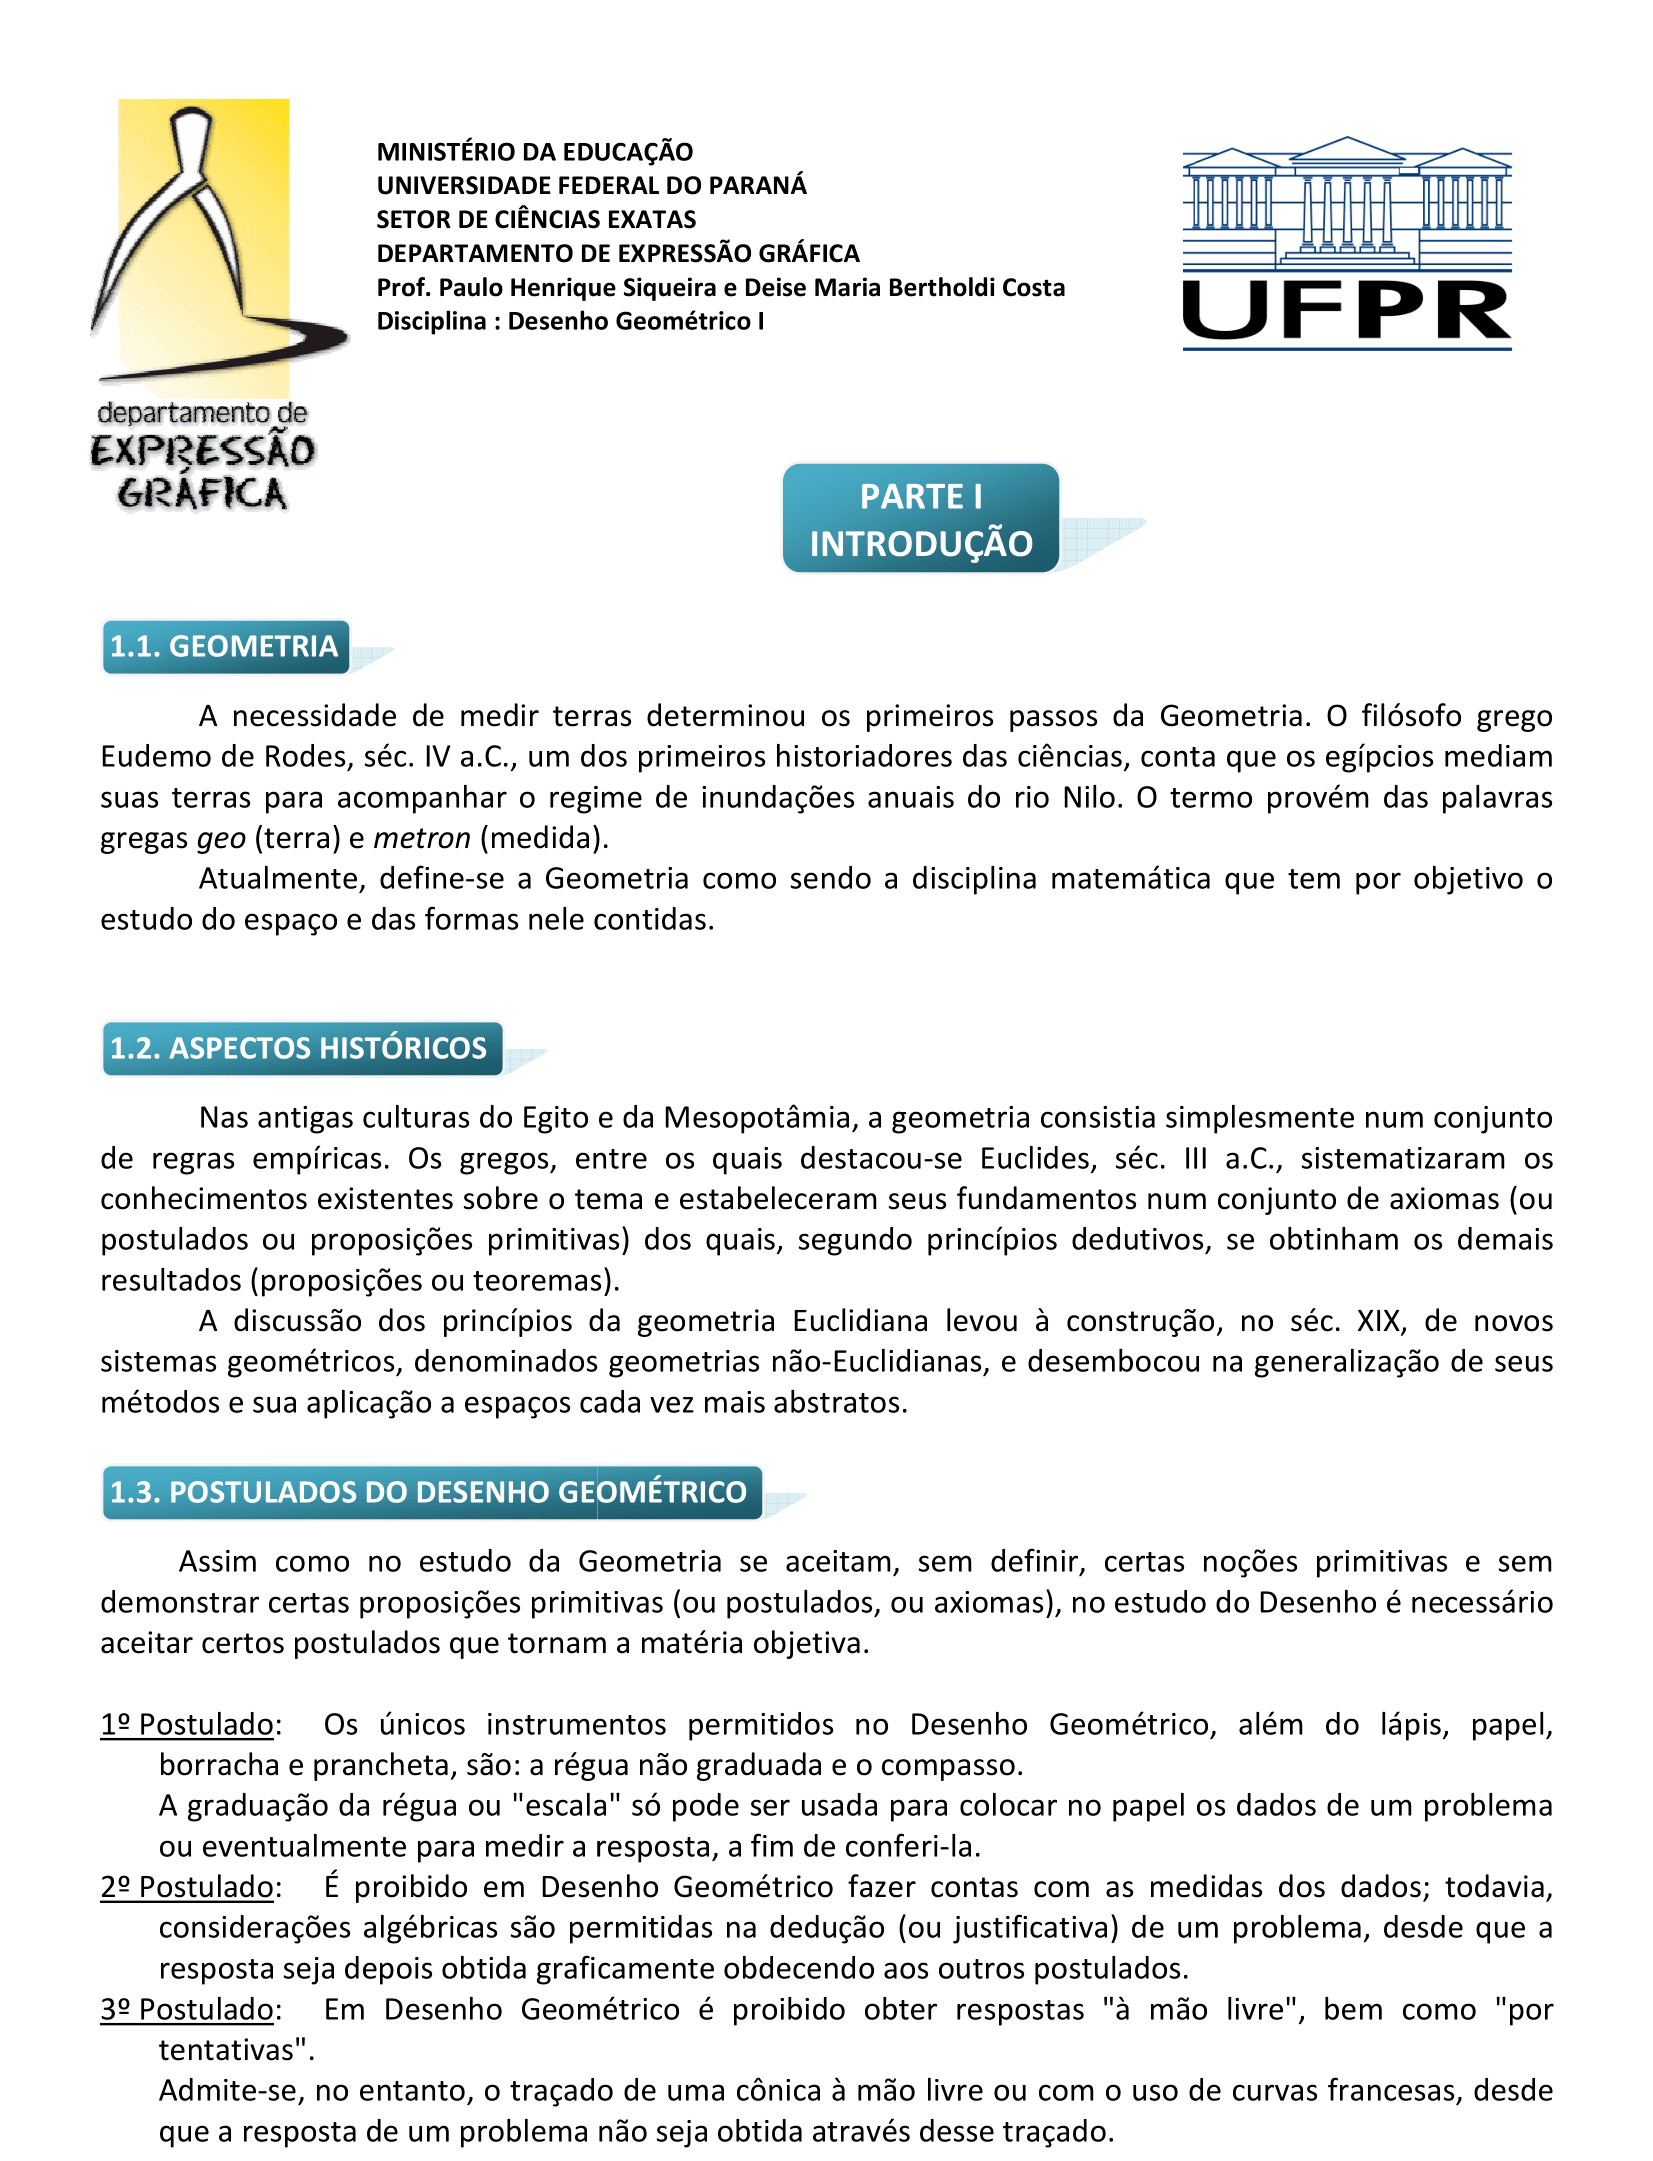 MINISTÉRIO DA EDUCAÇÃO
UNIVERSIDADE FEDERAL DO PARANÁ
SETOR DE CIÊNCIAS EXATAS
DEPARTAMENTO DE EXPRESSÃO GRÁFICA
Prof. Paulo Henrique Siqueira e Deise Maria Bertholdi Costa
Disciplina : Desenho Geométrico I
UFPR
departamento de
EXPRESSÃO
GRÁFICA
PARTE I
INTRODUÇÃO
1.1. GEOMETRIA
A necessidade de medir terras determinou os primeiros passos da Geometria. O filósofo grego
Eudemo de Rodes, séc. IV a.C., um dos primeiros historiadores das ciências, conta que os egípcios mediam
suas terras para acompanhar o regime de inundações anuais do rio Nilo. O termo provém das palavras
gregas geo (terra) e metron (medida).
Atualmente, define-se a Geometria como sendo a disciplina matemática que tem por objetivo o
estudo do espaço e das formas nele contidas.
1.2. ASPECTOS HISTÓRICOS
Nas antigas culturas do Egito e da Mesopotâmia, a geometria consistia simplesmente num conjunto
de regras empíricas. Os gregos, entre os quais destacou-se Euclides, séc. III a.C., sistematizaram os
conhecimentos existentes sobre o tema e estabeleceram seus fundamentos num conjunto de axiomas (ou
postulados ou proposições primitivas) dos quais, segundo princípios dedutivos, se obtinham os demais
resultados (proposições ou teoremas).
A discussão dos princípios da geometria Euclidiana levou à construção, no séc. XIX, de novos
sistemas geométricos, denominados geometrias não-Euclidianas, e desembocou na generalização de seus
métodos e sua aplicação a espaços cada vez mais abstratos.
1.3. POSTULADOS DO DESENHO GEOMÉTRICO
Assim como no estudo da Geometria se aceitam, sem definir, certas noções primitivas e sem
demonstrar certas proposições primitivas (ou postulados, ou axiomas), no estudo do Desenho é necessário
aceitar certos postulados que tornam a matéria objetiva.
1º Postulado: Os únicos instrumentos permitidos no Desenho Geométrico, além do lápis, papel,
borracha e prancheta, são: a régua não graduada e o compasso.
A graduação da régua ou "escala" só pode ser usada para colocar no papel os dados de um problema
ou eventualmente para medir a resposta, a fim de conferi-la.
2º Postulado: É proibido em Desenho Geométrico fazer contas com as medidas dos dados; todavia,
considerações algébricas são permitidas na dedução (ou justificativa) de um problema, desde que a
resposta seja depois obtida graficamente obdecendo aos outros postulados.
3º Postulado: Em Desenho Geométrico é proibido obter respostas "à mão livre", bem como "por
tentativas".
Admite-se, no entanto, o traçado de uma cônica à mão livre ou com o uso de curvas francesas, desde
que a resposta de um problema não seja obtida através desse traçado.